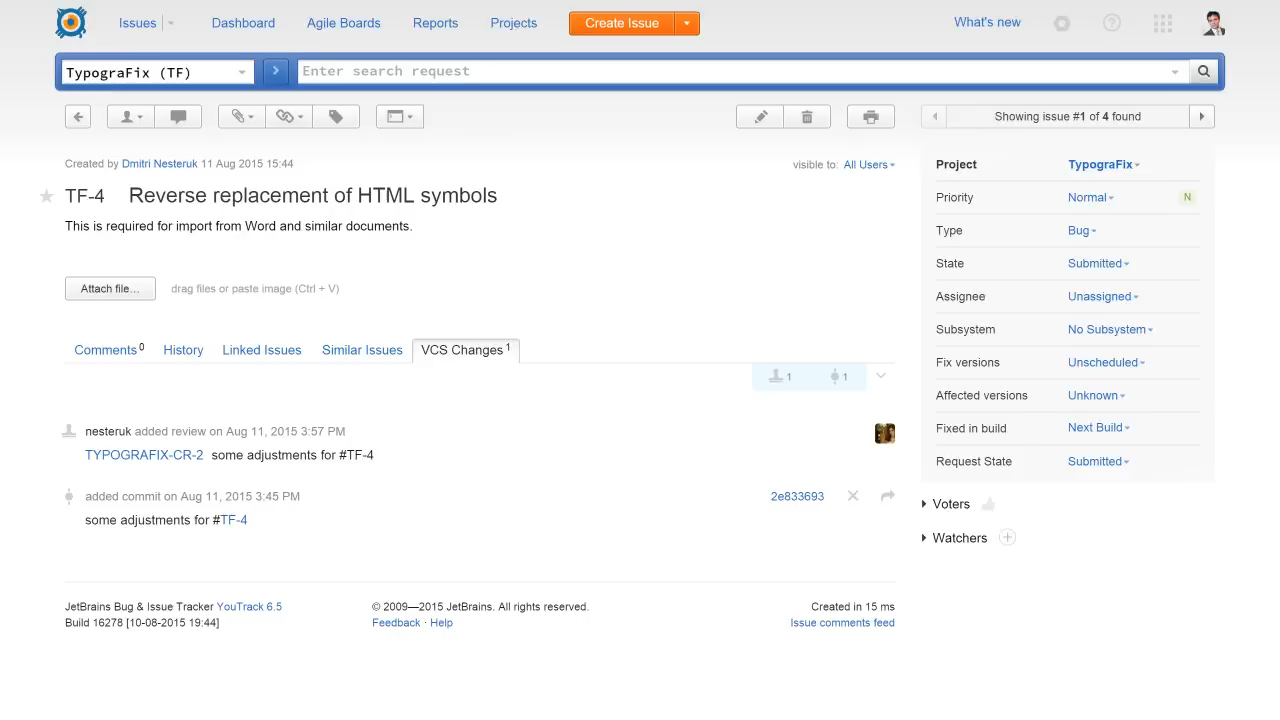 Issues Dashboard Agile Boards Reports Projects Create Issue What's new
TypograFix (TF) Enter search request
Showing issue #1 of 4 found
Created by Dmitri Nesteruk 11 Aug 2015 15:44 visible to: All Users
TF-4 Reverse replacement of HTML symbols
This is required for import from Word and similar documents.
Attach file... drag files or paste image (Ctrl + V)
Comments 0 History Linked Issues Similar Issues VCS Changes 1
1 1
nesteruk added review on Aug 11, 2015 3:57 PM
TYPOGRAFIX-CR-2 some adjustments for #TF-4
added commit on Aug 11, 2015 3:45 PM 2e833693
some adjustments for #TF-4
Project TypograFix
Priority Normal N
Type Bug
State Submitted
Assignee Unassigned
Subsystem No Subsystem
Fix versions Unscheduled
Affected versions Unknown
Fixed in build Next Build
Request State Submitted
Voters
Watchers
JetBrains Bug & Issue Tracker YouTrack 6.5 © 2009—2015 JetBrains. All rights reserved. Created in 15 ms
Build 16278 [10-08-2015 19:44] Feedback · Help Issue comments feed